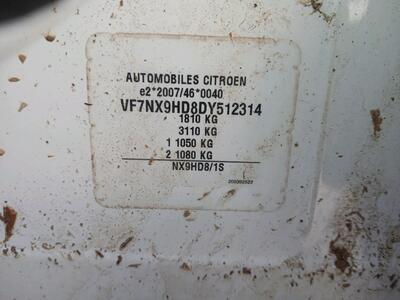 AUTOMOBILES CITROEN
e2*2007/46*0040
VF7NX9HD8DY512314
1810 KG
3110 KG
1 1050 KG
2 1080 KG
NX9HD8/1S